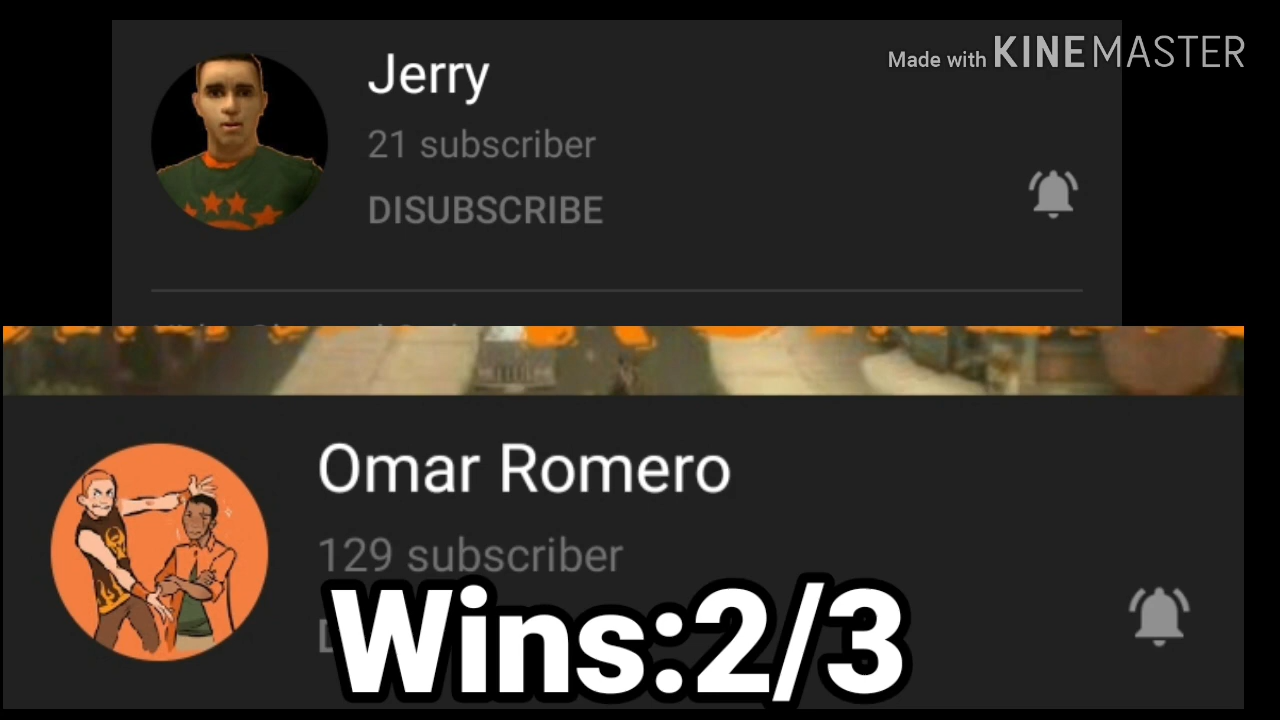 Made with KINEMASTER
Jerry
21 subscriber
DISUBSCRIBE
Omar Romero
129 subscriber
Wins:2/3